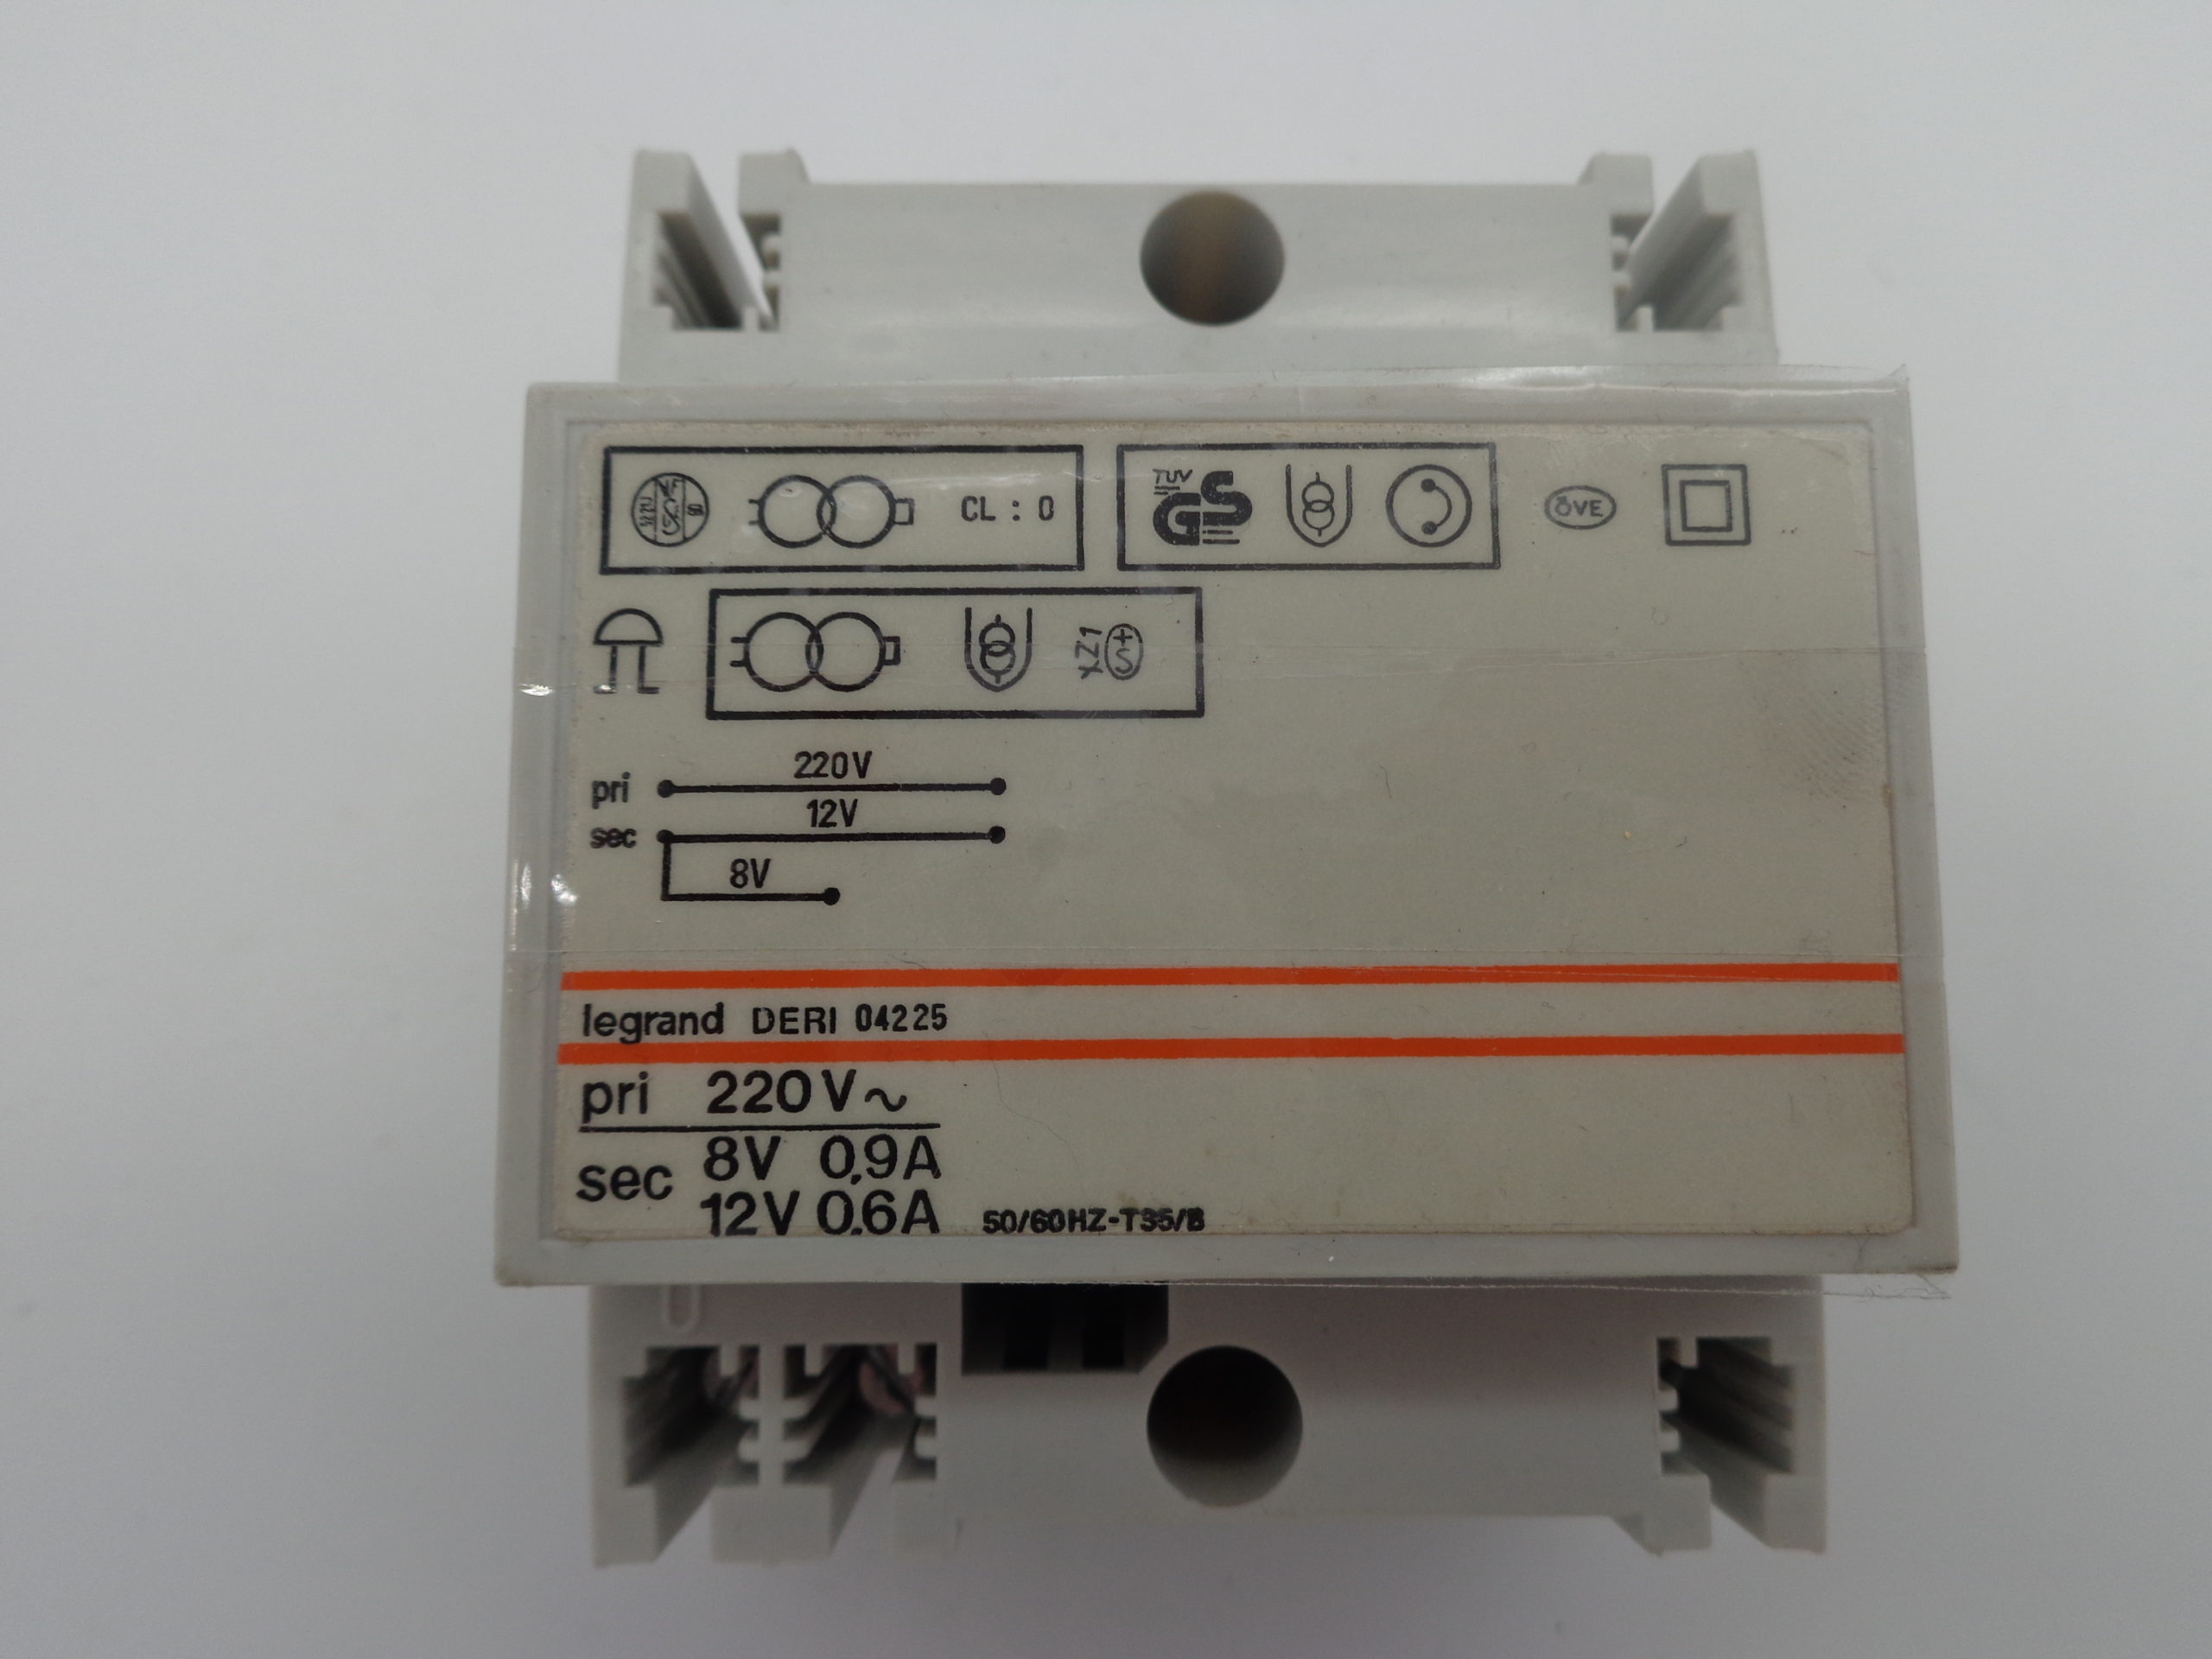 CL : 0
TUV
GS
ÖVE
XZ1
+S
220V
pri
12V
sec
8V
legrand DERI 04225
pri 220V~
sec 8V 0,9A
12V 0,6A 50/60HZ-T35/B